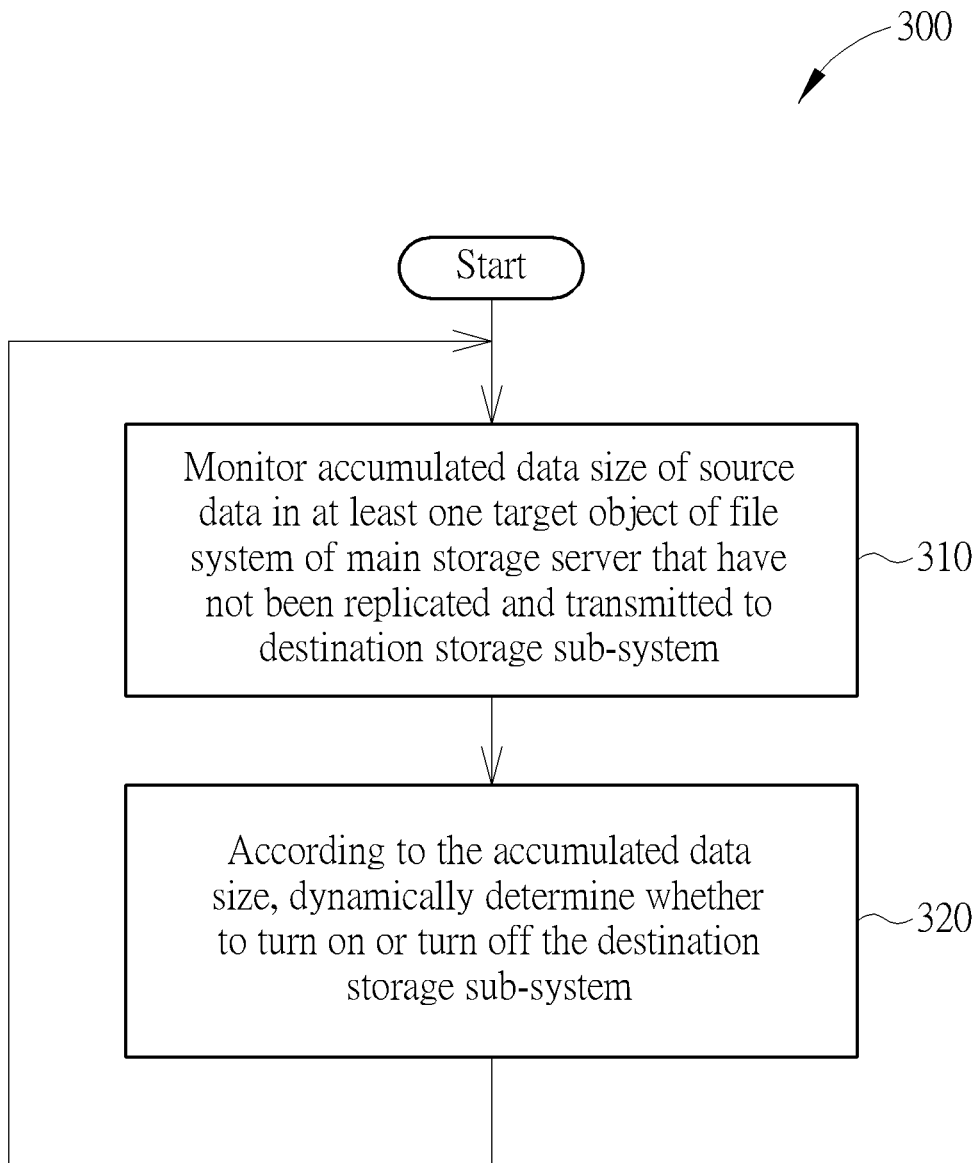 300
Start
Monitor accumulated data size of source
data in at least one target object of file
system of main storage server that have
not been replicated and transmitted to
destination storage sub-system
310
According to the accumulated data
size, dynamically determine whether
to turn on or turn off the destination
storage sub-system
320